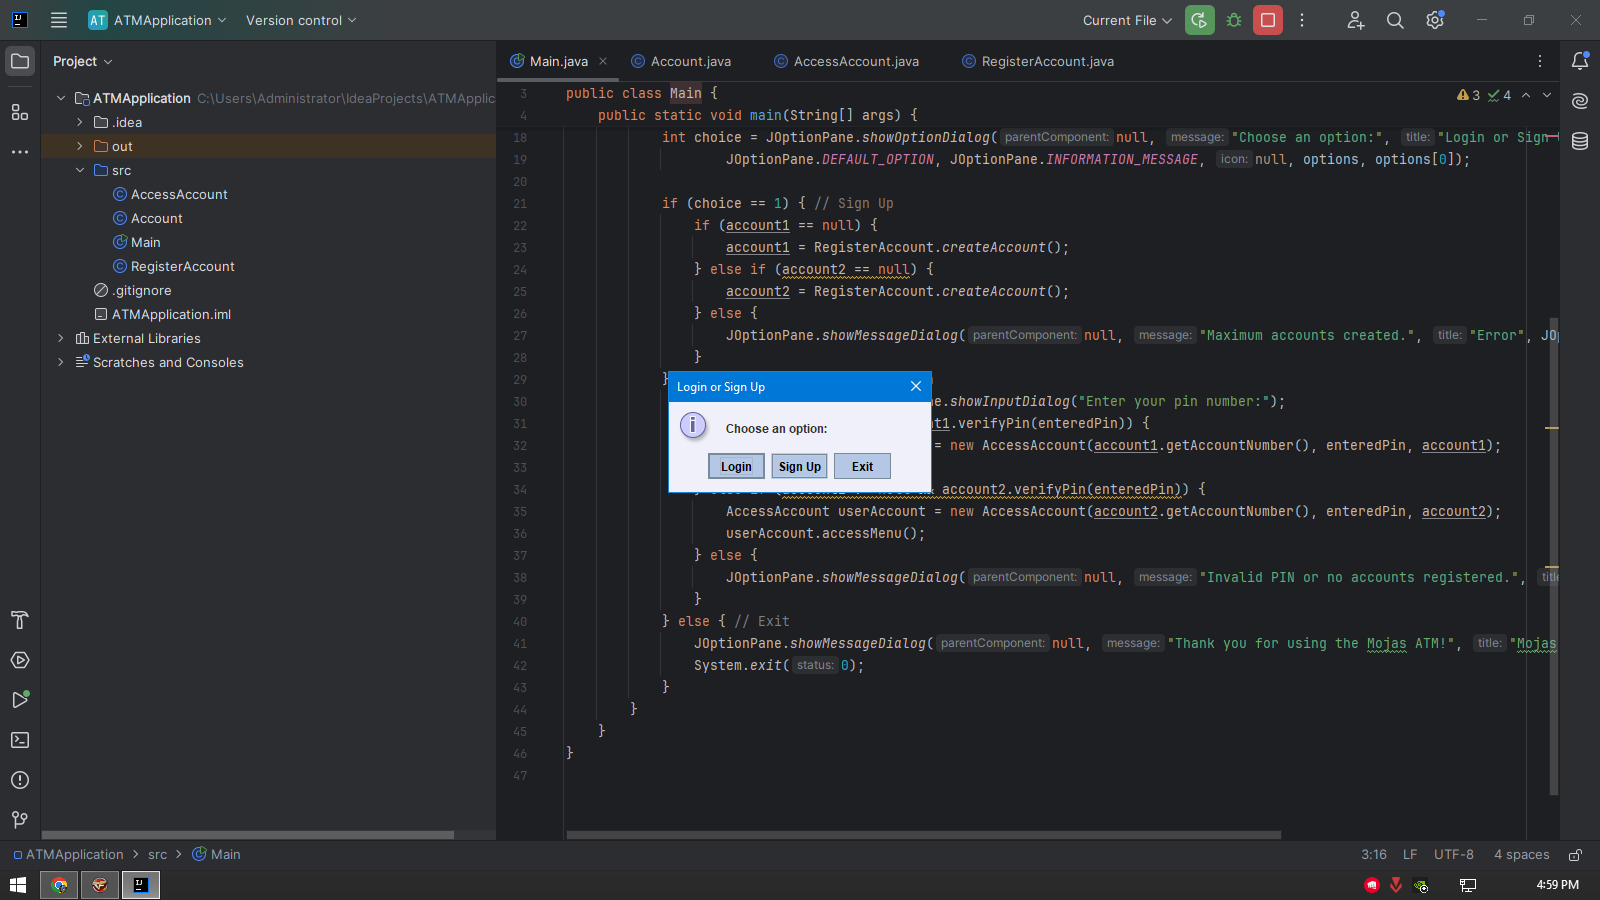 AT ATMApplication Version control Current File
Project
ATMApplication C:\Users\Administrator\IdeaProjects\ATMApplic
.idea
out
src
AccessAccount
Account
Main
RegisterAccount
.gitignore
ATMApplication.iml
External Libraries
Scratches and Consoles
Main.java Account.java AccessAccount.java RegisterAccount.java
3 4
3 public class Main {
4 public static void main(String[] args) {
18 int choice = JOptionPane.showOptionDialog( parentComponent: null, message: "Choose an option:", title: "Login or Sign
19 JOptionPane.DEFAULT_OPTION, JOptionPane.INFORMATION_MESSAGE, icon: null, options, options[0]);
20
21 if (choice == 1) { // Sign Up
22 if (account1 == null) {
23 account1 = RegisterAccount.createAccount();
24 } else if (account2 == null) {
25 account2 = RegisterAccount.createAccount();
26 } else {
27 JOptionPane.showMessageDialog( parentComponent: null, message: "Maximum accounts created.", title: "Error", JO
28 }
29 }
30 e.showInputDialog("Enter your pin number:");
31 t1.verifyPin(enteredPin)) {
32 = new AccessAccount(account1.getAccountNumber(), enteredPin, account1);
33
34 account2.verifyPin(enteredPin)) {
35 AccessAccount userAccount = new AccessAccount(account2.getAccountNumber(), enteredPin, account2);
36 userAccount.accessMenu();
37 } else {
38 JOptionPane.showMessageDialog( parentComponent: null, message: "Invalid PIN or no accounts registered.", title
39 }
40 } else { // Exit
41 JOptionPane.showMessageDialog( parentComponent: null, message: "Thank you for using the Mojas ATM!", title: "Mojas
42 System.exit( status: 0);
43 }
44 }
45 }
46 }
47
Login or Sign Up
Choose an option:
Login Sign Up Exit
ATMApplication > src > Main 3:16 LF UTF-8 4 spaces
4:59 PM